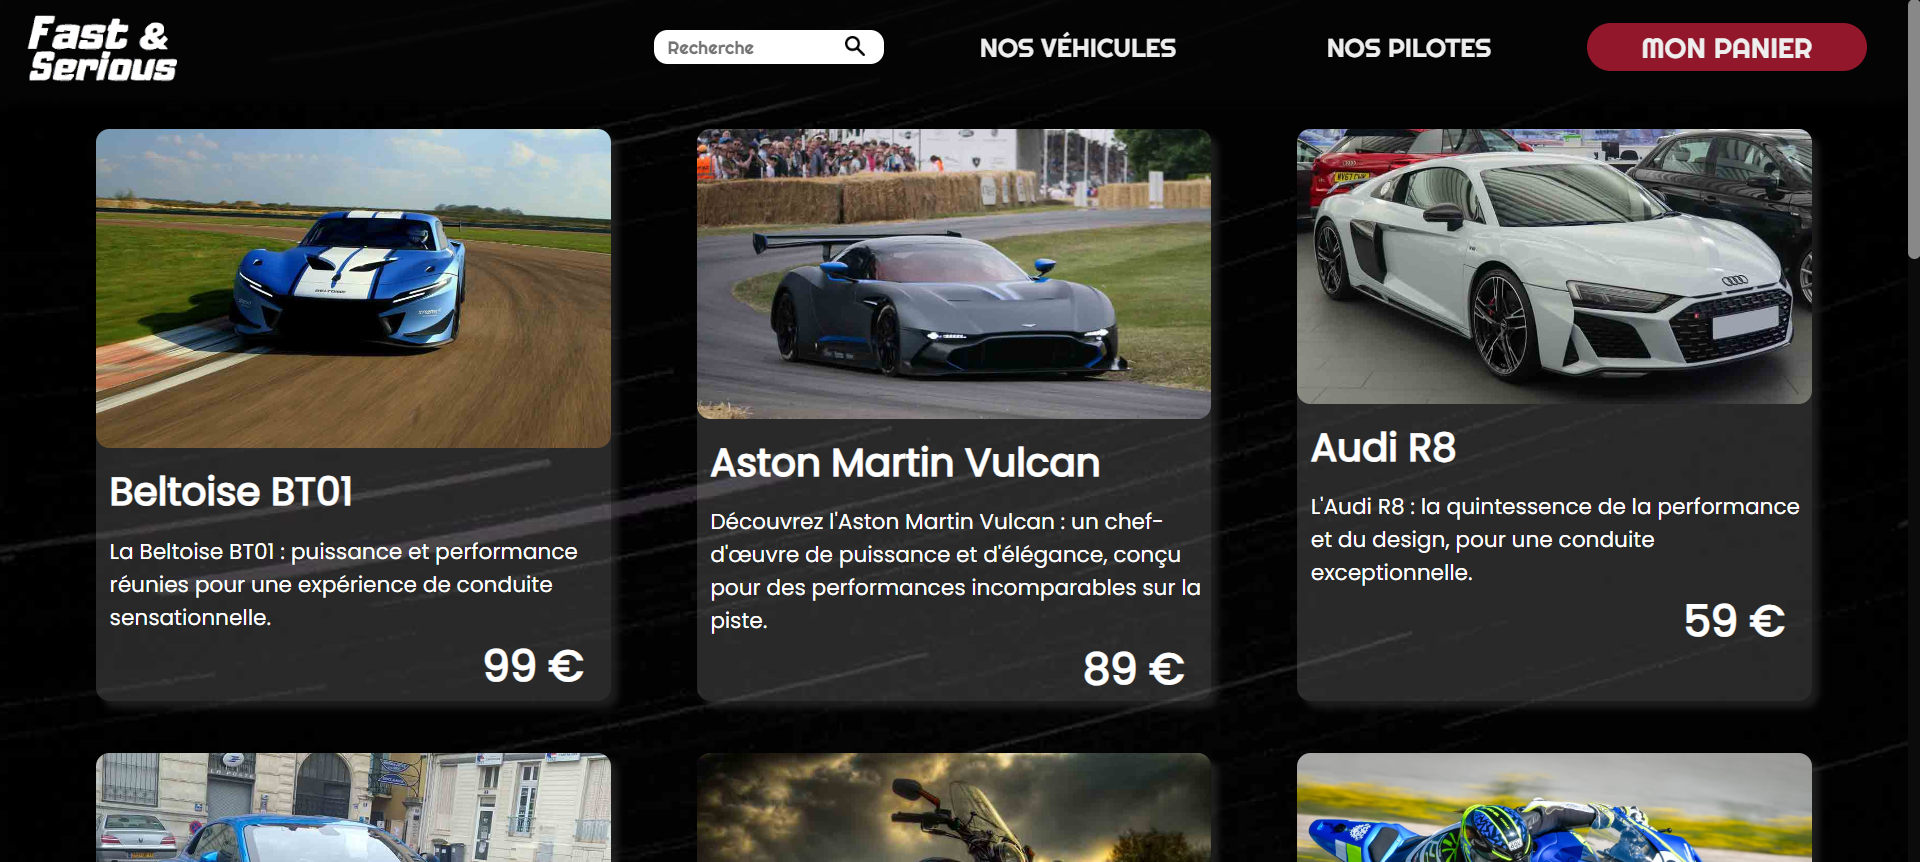 Fast &
Serious
Recherche
NOS VÉHICULES
NOS PILOTES
MON PANIER
Beltoise BT01
La Beltoise BT01 : puissance et performance
réunies pour une expérience de conduite
sensationnelle.
99 €
Aston Martin Vulcan
Découvrez l'Aston Martin Vulcan : un chef-
d'œuvre de puissance et d'élégance, conçu
pour des performances incomparables sur la
piste.
89 €
Audi R8
L'Audi R8 : la quintessence de la performance
et du design, pour une conduite
exceptionnelle.
59 €
LA POSTE